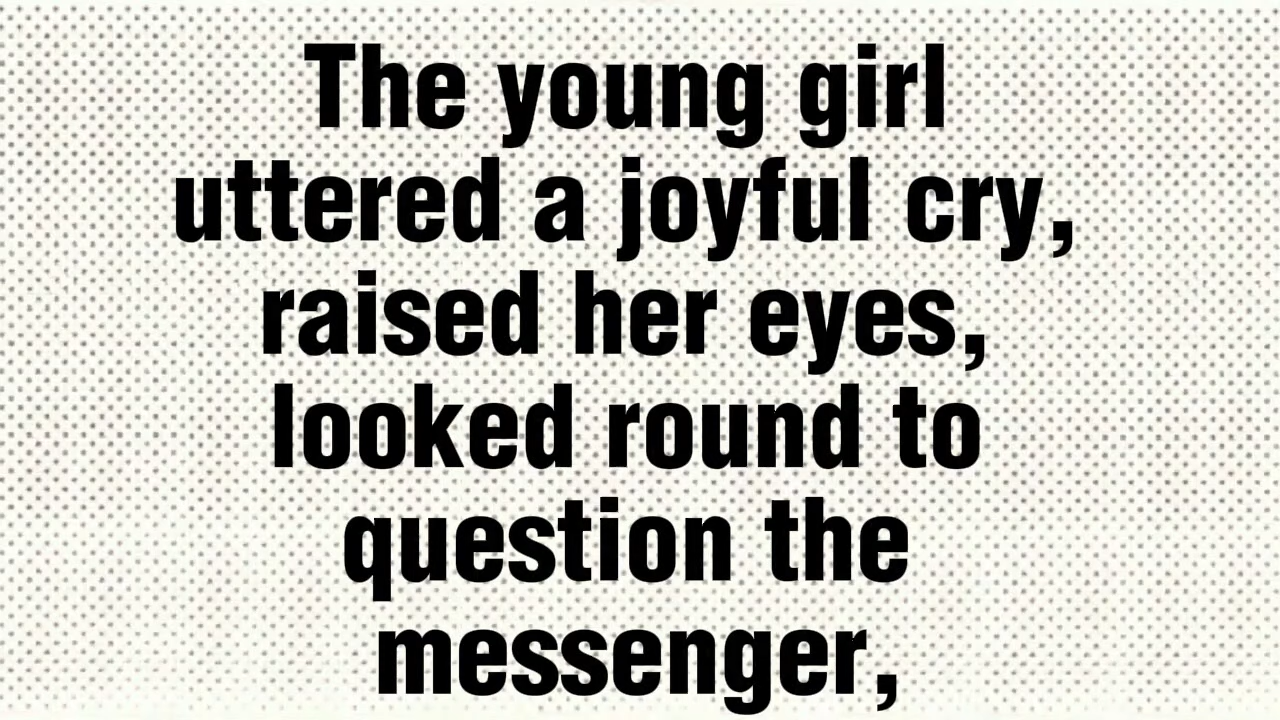 The young girl
uttered a joyful cry,
raised her eyes,
looked round to
question the
messenger,